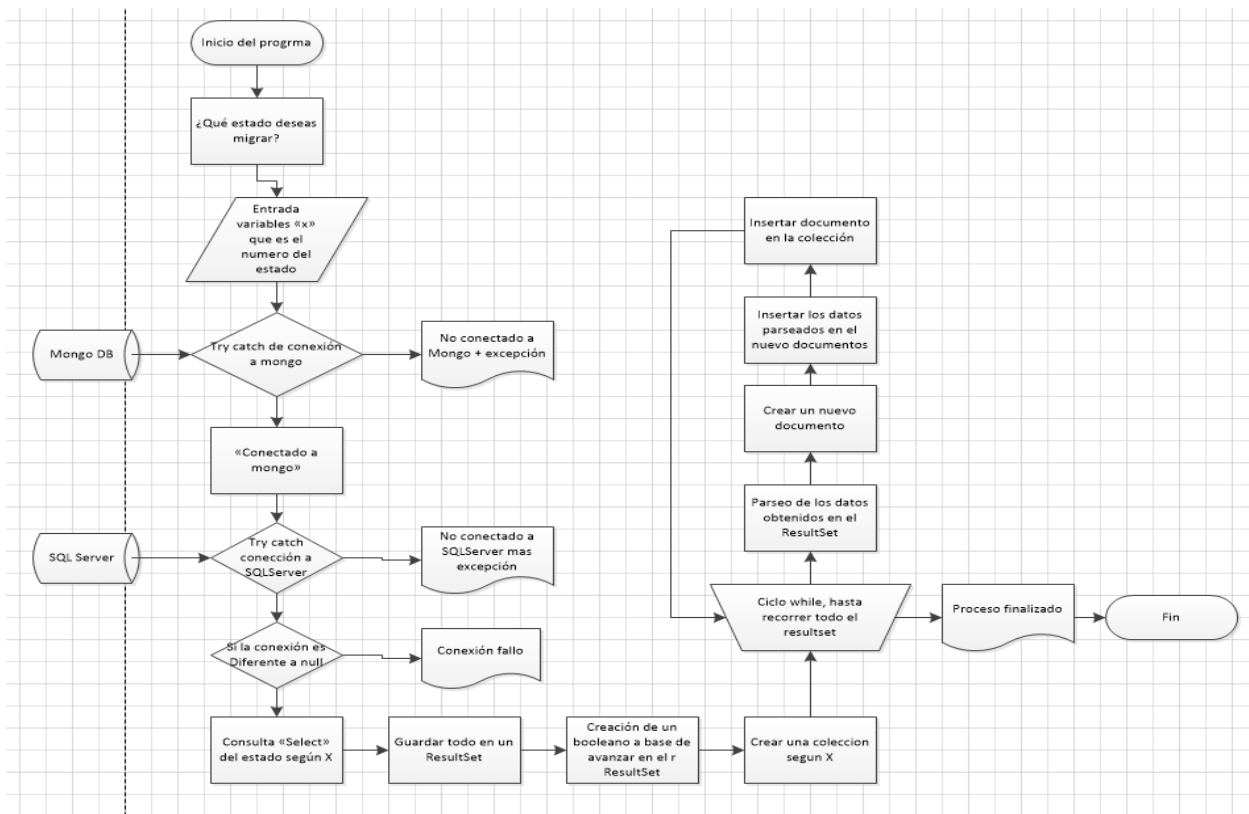 Inicio del progrma
¿Qué estado deseas
migrar?
Entrada
variables «x»
que es el
numero del
estado
Mongo DB
Try catch de conexión
a mongo
No conectado a
Mongo + excepción
«Conectado a
mongo»
SQL Server
Try catch
conección a
SQLServer
No conectado a
SQLServer mas
excepción
Si la conexión es
Diferente a null
Conexión fallo
Consulta «Select»
del estado según X
Guardar todo en un
ResultSet
Creación de un
booleano a base de
avanzar en el r
ResultSet
Crear una coleccion
segun X
Ciclo while, hasta
recorrer todo el
resultset
Parseo de los datos
obtenidos en el
ResultSet
Crear un nuevo
documento
Insertar los datos
parseados en el
nuevo documentos
Insertar documento
en la colección
Proceso finalizado
Fin